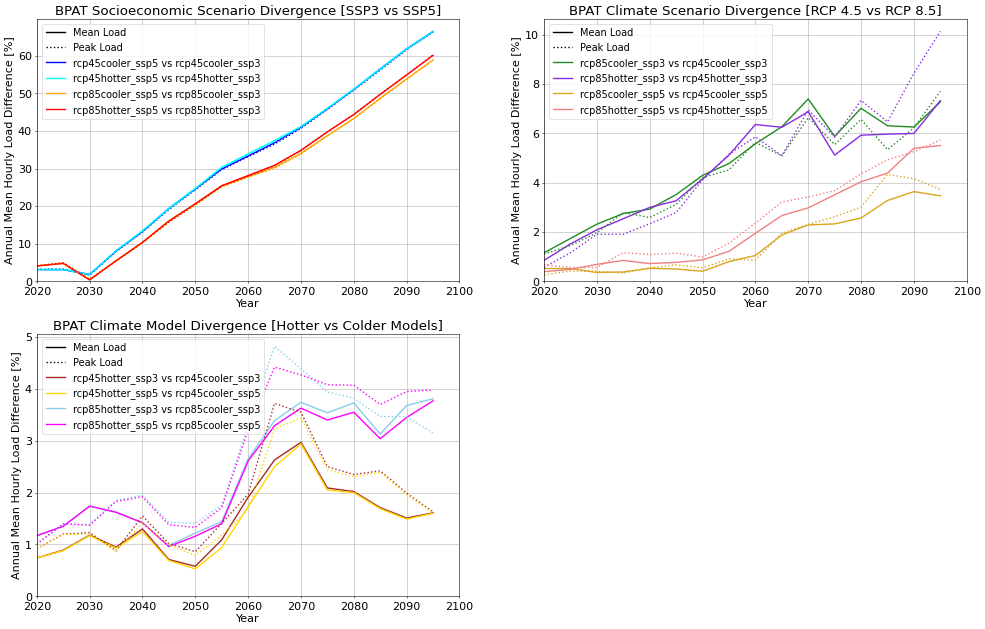 BPAT Socioeconomic Scenario Divergence [SSP3 vs SSP5]
Annual Mean Hourly Load Difference [%]
60
50
40
30
20
10
0
Mean Load
Peak Load
rcp45cooler_ssp5 vs rcp45cooler_ssp3
rcp45hotter_ssp5 vs rcp45hotter_ssp3
rcp85cooler_ssp5 vs rcp85cooler_ssp3
rcp85hotter_ssp5 vs rcp85hotter_ssp3
2020 2030 2040 2050 2060 2070 2080 2090 2100
Year
BPAT Climate Scenario Divergence [RCP 4.5 vs RCP 8.5]
Annual Mean Hourly Load Difference [%]
10
8
6
4
2
0
Mean Load
Peak Load
rcp85cooler_ssp3 vs rcp45cooler_ssp3
rcp85hotter_ssp3 vs rcp45hotter_ssp3
rcp85cooler_ssp5 vs rcp45cooler_ssp5
rcp85hotter_ssp5 vs rcp45hotter_ssp5
2020 2030 2040 2050 2060 2070 2080 2090 2100
Year
BPAT Climate Model Divergence [Hotter vs Colder Models]
Annual Mean Hourly Load Difference [%]
5
4
3
2
1
0
Mean Load
Peak Load
rcp45hotter_ssp3 vs rcp45cooler_ssp3
rcp45hotter_ssp5 vs rcp45cooler_ssp5
rcp85hotter_ssp3 vs rcp85cooler_ssp3
rcp85hotter_ssp5 vs rcp85cooler_ssp5
2020 2030 2040 2050 2060 2070 2080 2090 2100
Year